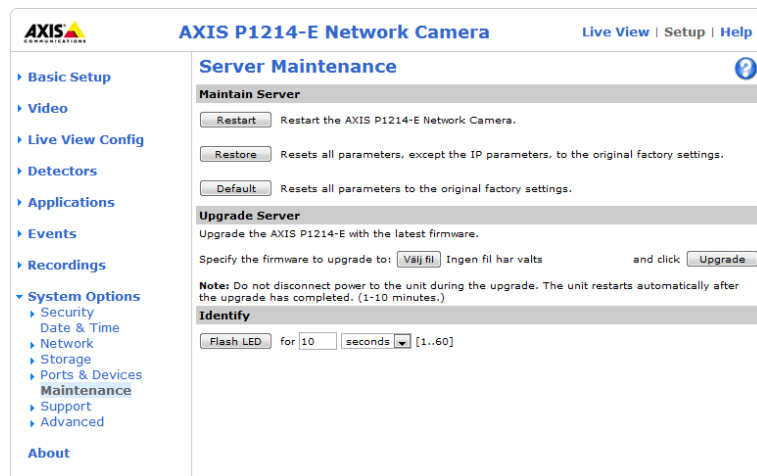 AXIS
COMMUNICATIONS
AXIS P1214-E Network Camera
Live View | Setup | Help
Basic Setup
Video
Live View Config
Detectors
Applications
Events
Recordings
System Options
Security
Date & Time
Network
Storage
Ports & Devices
Maintenance
Support
Advanced
About
Server Maintenance
?
Maintain Server
Restart Restart the AXIS P1214-E Network Camera.
Restore Resets all parameters, except the IP parameters, to the original factory settings.
Default Resets all parameters to the original factory settings.
Upgrade Server
Upgrade the AXIS P1214-E with the latest firmware.
Specify the firmware to upgrade to: Välj fil Ingen fil har valts and click Upgrade
Note: Do not disconnect power to the unit during the upgrade. The unit restarts automatically after
the upgrade has completed. (1-10 minutes.)
Identify
Flash LED for 10 seconds [1..60]